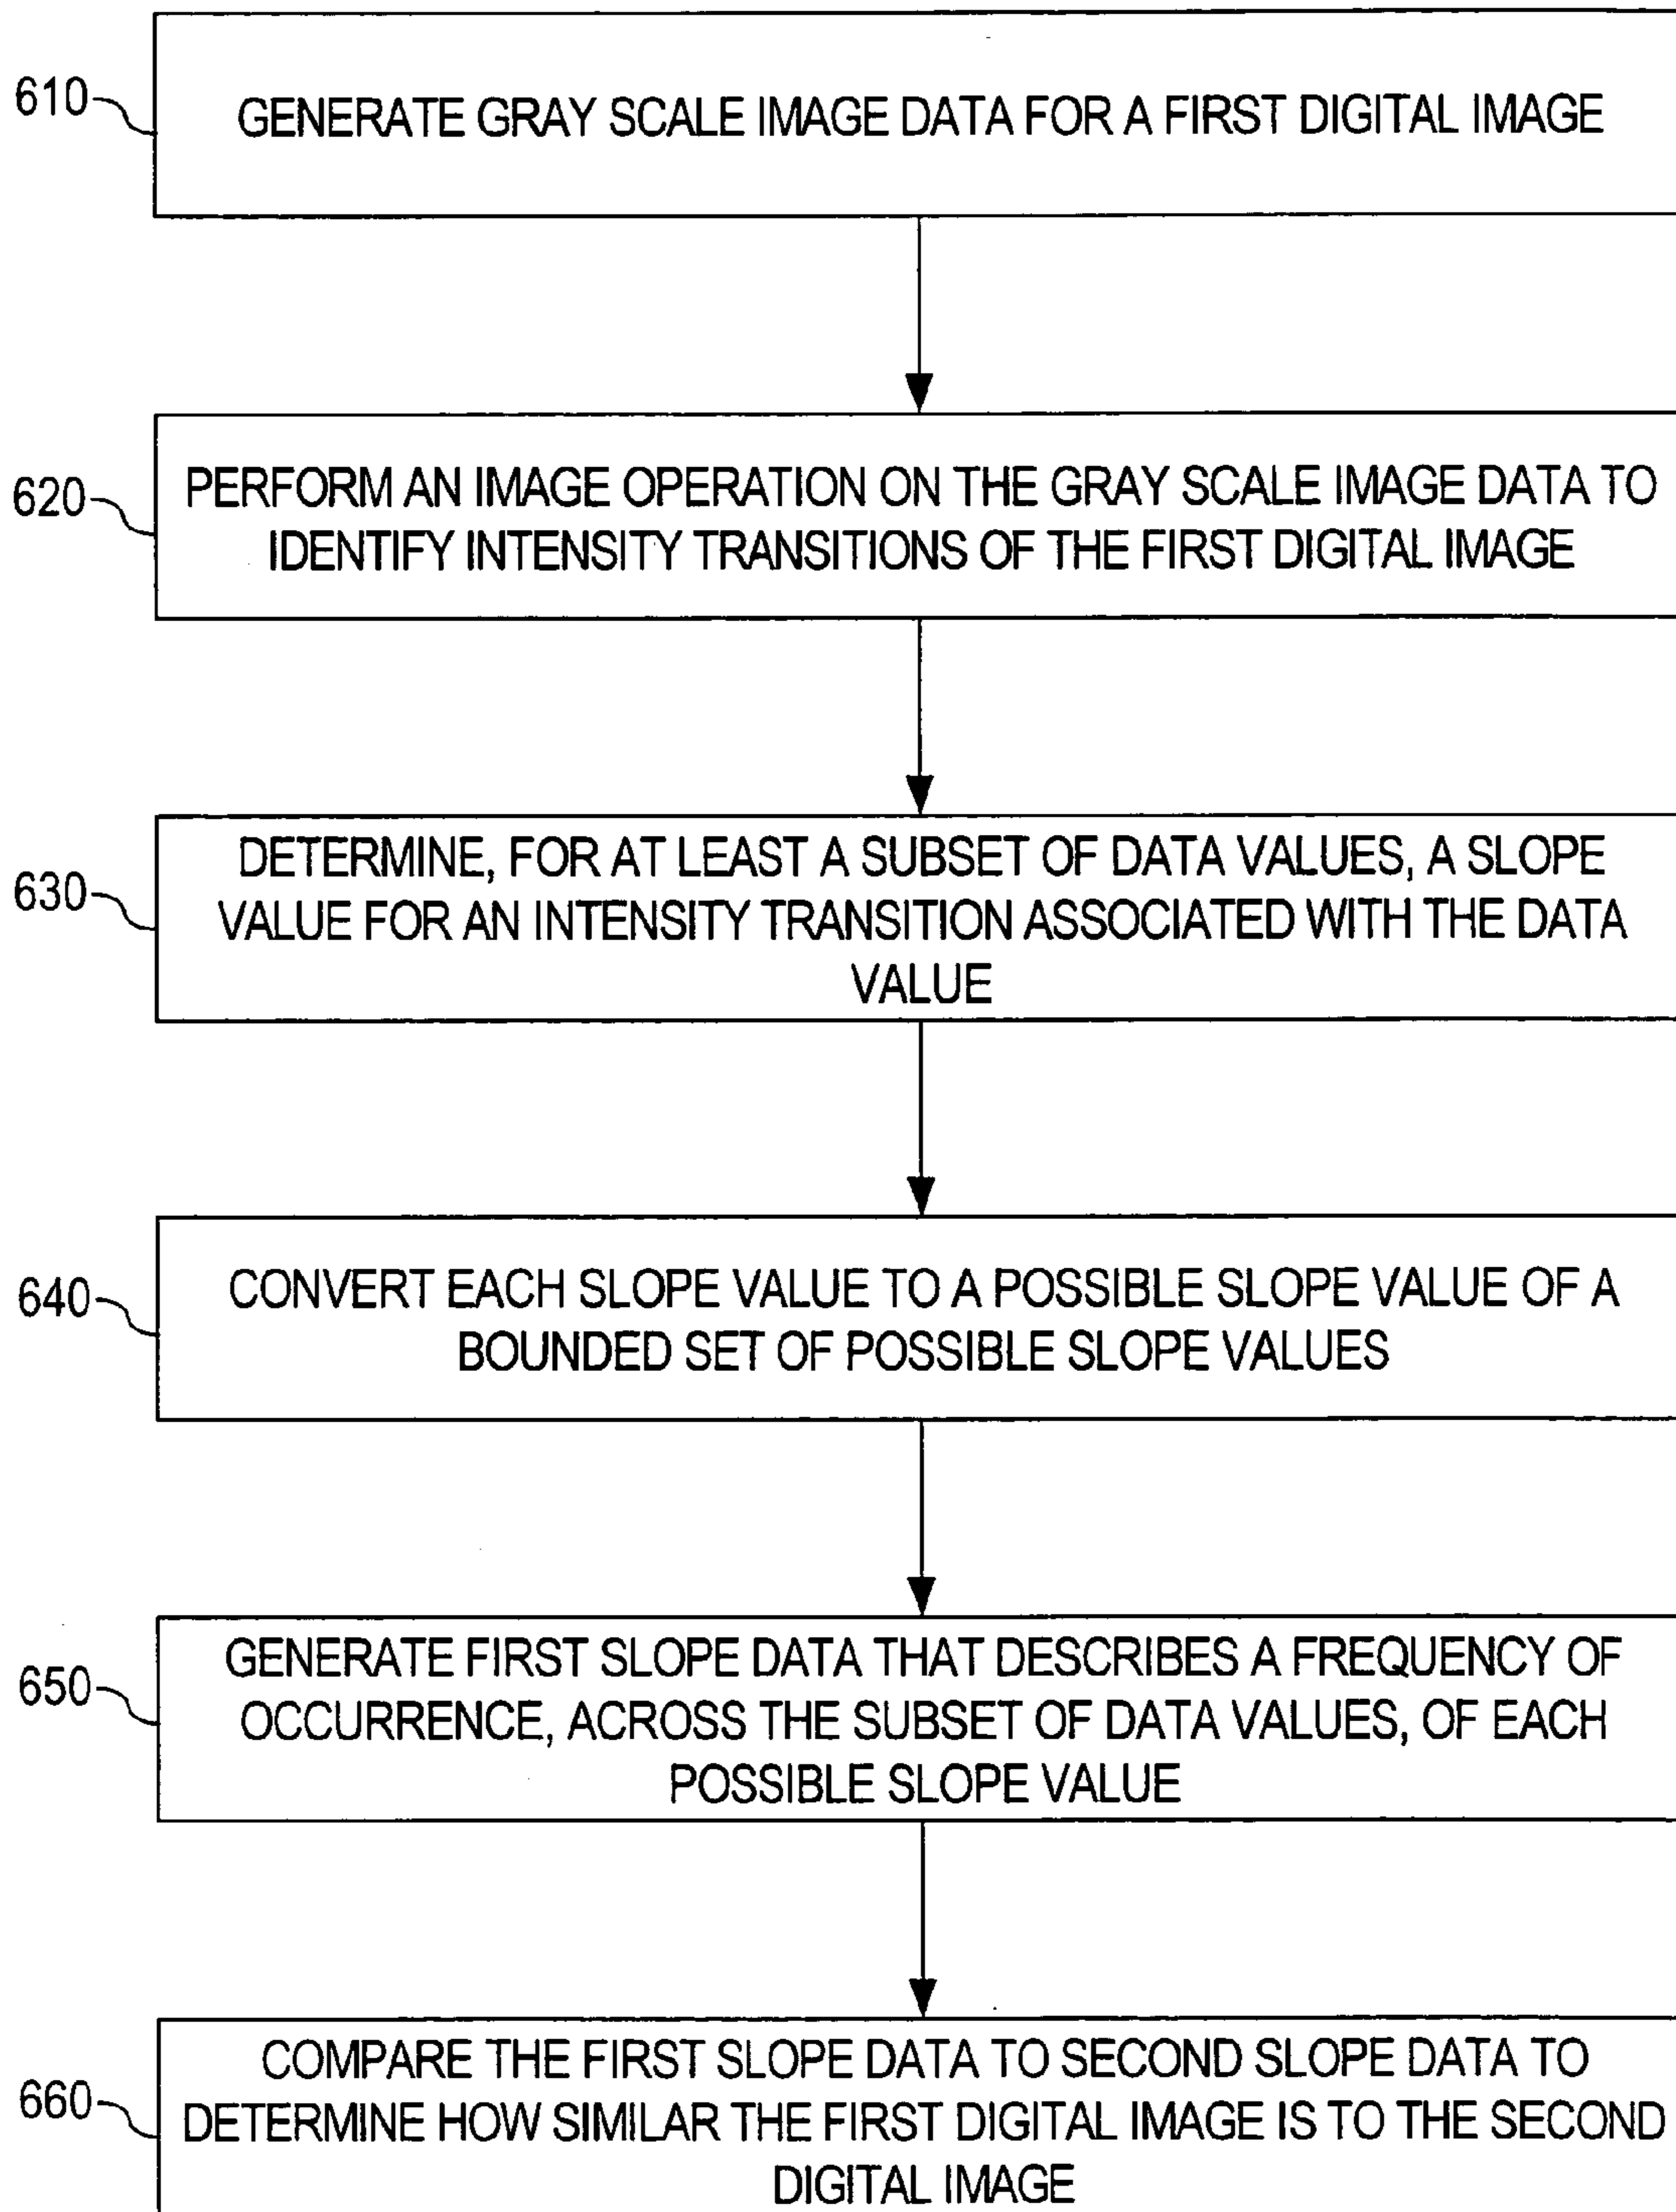 610
GENERATE GRAY SCALE IMAGE DATA FOR A FIRST DIGITAL IMAGE
620
PERFORM AN IMAGE OPERATION ON THE GRAY SCALE IMAGE DATA TO
IDENTIFY INTENSITY TRANSITIONS OF THE FIRST DIGITAL IMAGE
630
DETERMINE, FOR AT LEAST A SUBSET OF DATA VALUES, A SLOPE
VALUE FOR AN INTENSITY TRANSITION ASSOCIATED WITH THE DATA
VALUE
640
CONVERT EACH SLOPE VALUE TO A POSSIBLE SLOPE VALUE OF A
BOUNDED SET OF POSSIBLE SLOPE VALUES
650
GENERATE FIRST SLOPE DATA THAT DESCRIBES A FREQUENCY OF
OCCURRENCE, ACROSS THE SUBSET OF DATA VALUES, OF EACH
POSSIBLE SLOPE VALUE
660
COMPARE THE FIRST SLOPE DATA TO SECOND SLOPE DATA TO
DETERMINE HOW SIMILAR THE FIRST DIGITAL IMAGE IS TO THE SECOND
DIGITAL IMAGE